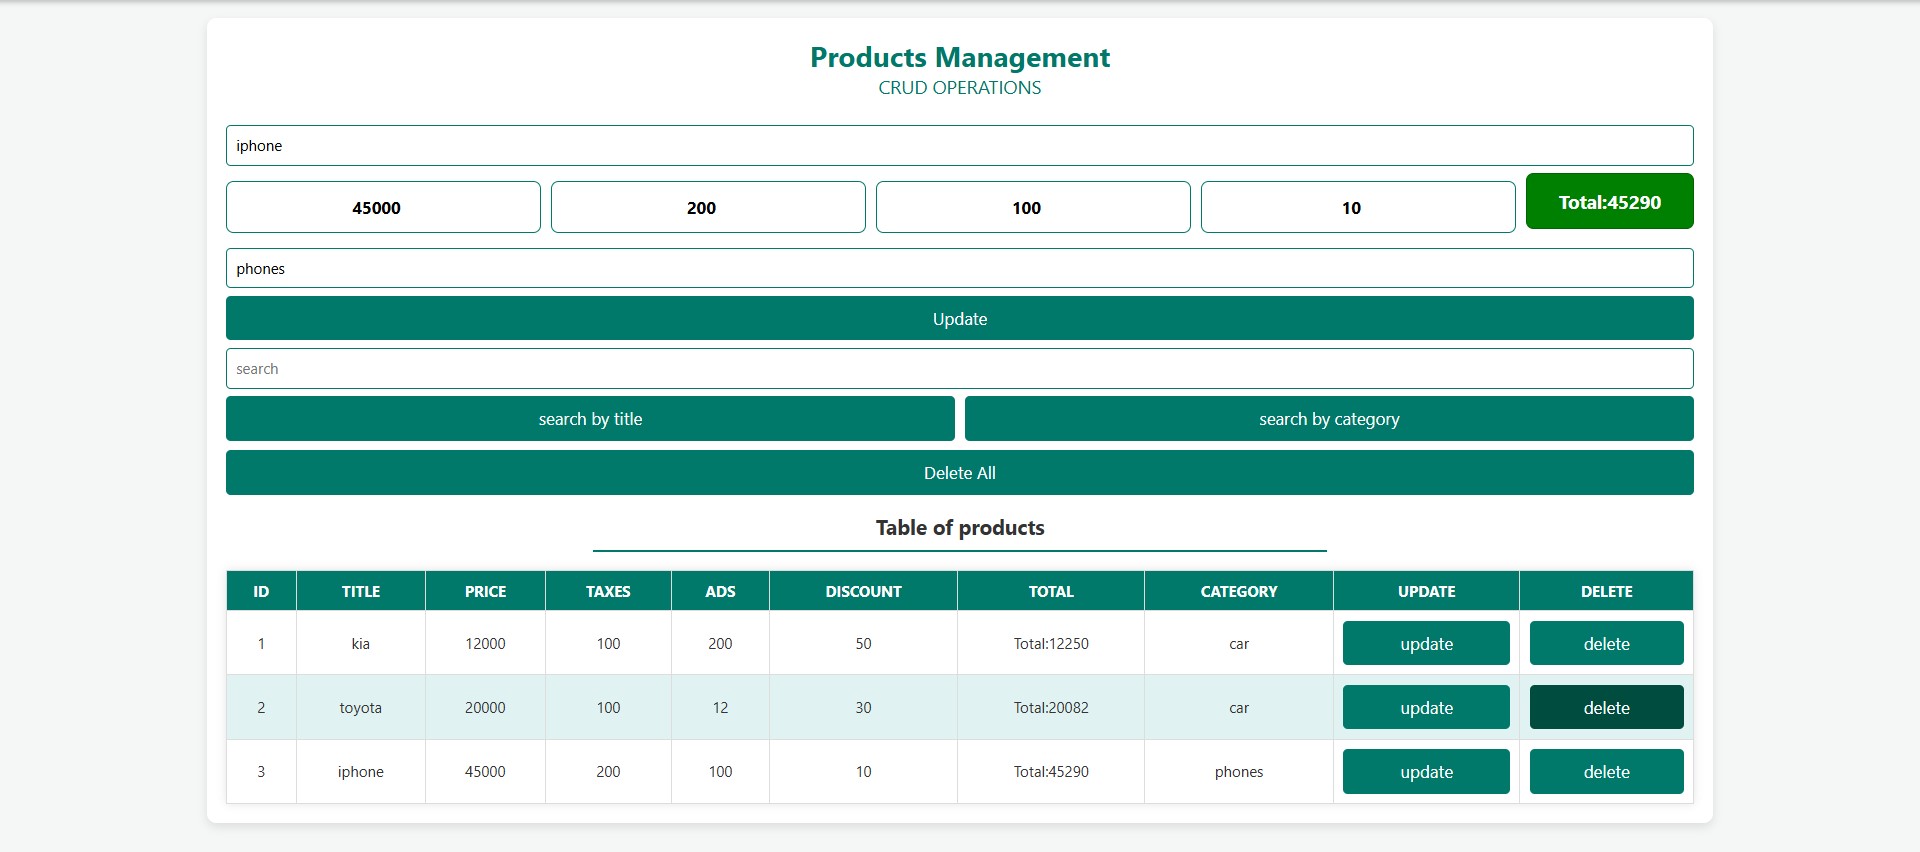 Products Management
CRUD OPERATIONS
iphone
45000 200 100 10 Total:45290
phones
Update
search
search by title search by category
Delete All
Table of products
ID TITLE PRICE TAXES ADS DISCOUNT TOTAL CATEGORY UPDATE DELETE
1 kia 12000 100 200 50 Total:12250 car update delete
2 toyota 20000 100 12 30 Total:20082 car update delete
3 iphone 45000 200 100 10 Total:45290 phones update delete